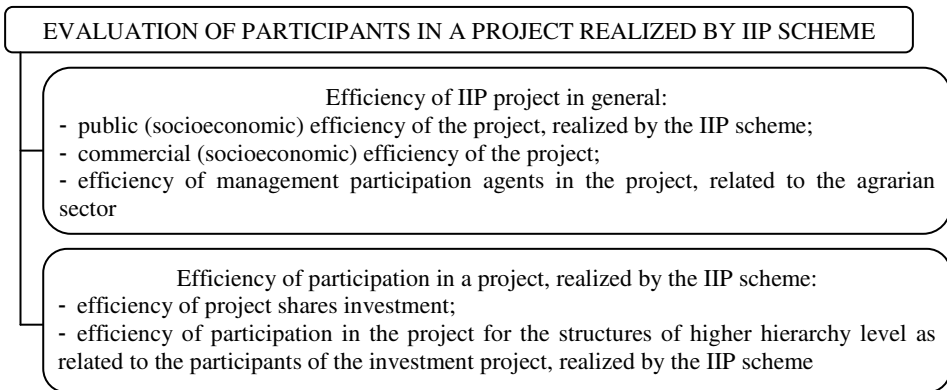 EVALUATION OF PARTICIPANTS IN A PROJECT REALIZED BY IIP SCHEME
Efficiency of IIP project in general:
- public (socioeconomic) efficiency of the project, realized by the IIP scheme;
- commercial (socioeconomic) efficiency of the project;
- efficiency of management participation agents in the project, related to the agrarian
sector
Efficiency of participation in a project, realized by the IIP scheme:
- efficiency of project shares investment;
- efficiency of participation in the project for the structures of higher hierarchy level as
related to the participants of the investment project, realized by the IIP scheme